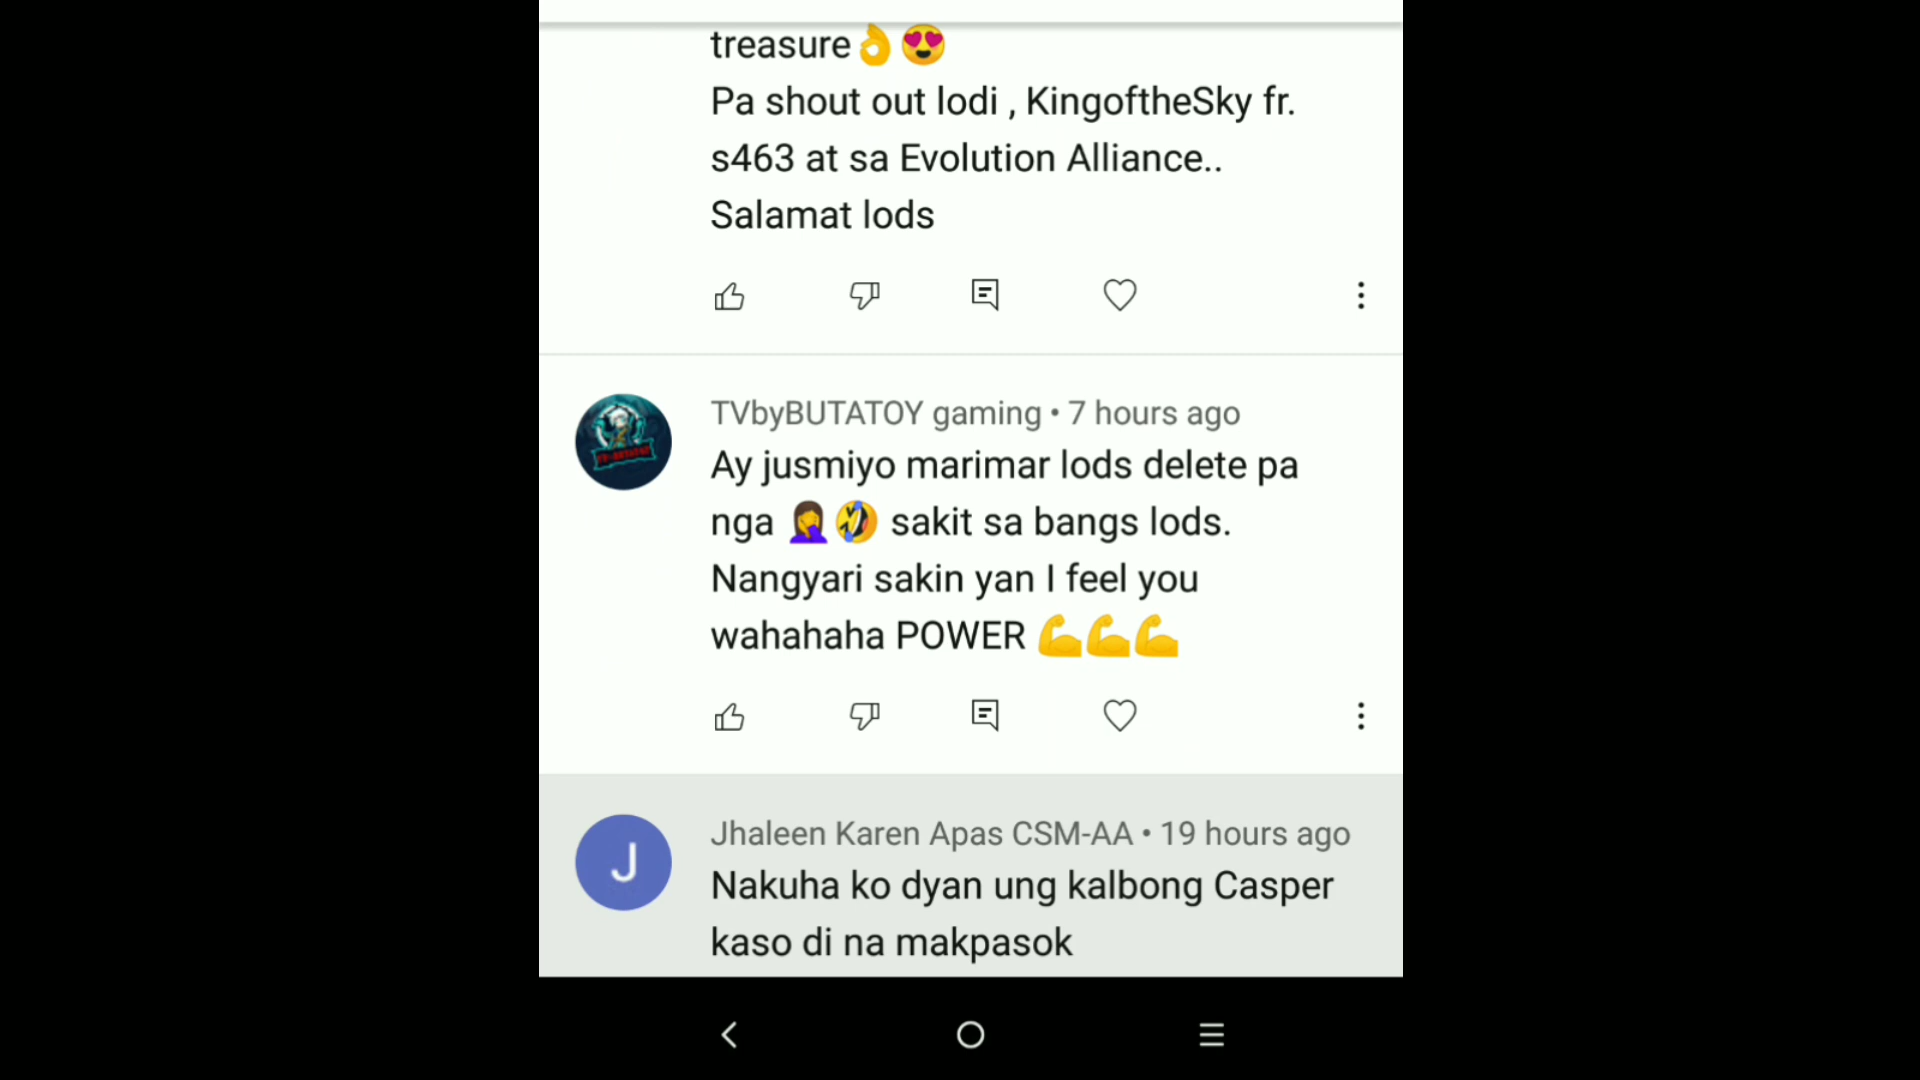 treasure👌😍
Pa shout out lodi , KingoftheSky fr.
s463 at sa Evolution Alliance..
Salamat lods
TVbyBUTATOY gaming • 7 hours ago
Ay jusmiyo marimar lods delete pa
nga 🤦‍♀️🤣 sakit sa bangs lods.
Nangyari sakin yan I feel you
wahahaha POWER 💪💪💪
J
Jhaleen Karen Apas CSM-AA • 19 hours ago
Nakuha ko dyan ung kalbong Casper
kaso di na makpasok